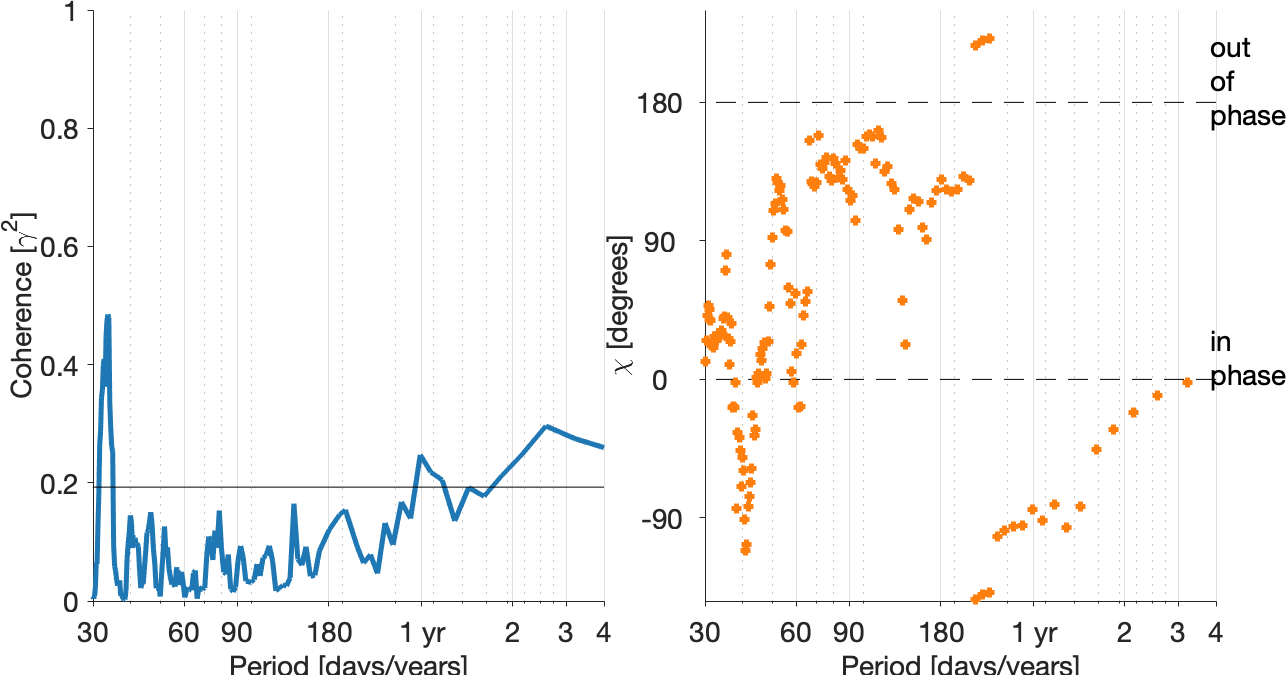 Coherence [γ²]
1
0.8
0.6
0.4
0.2
0
30 60 90 180 1 yr 2 3 4
Period [days/years]
χ [degrees]
180
90
0
-90
30 60 90 180 1 yr 2 3 4
Period [days/years]
out
of
phase
in
phase